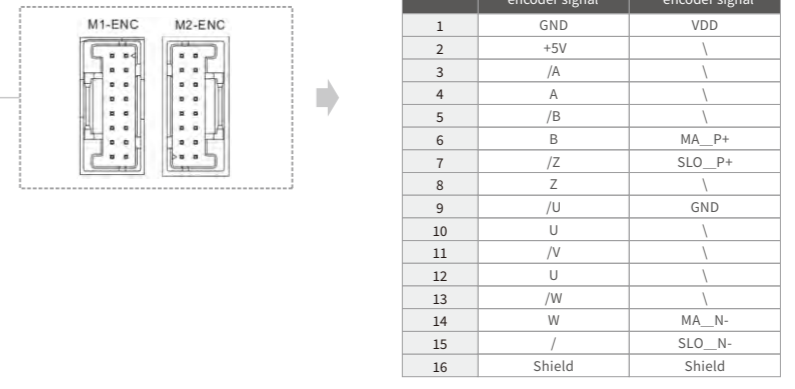 M1-ENC M2-ENC
encoder signal encoder signal
1 GND VDD
2 +5V \
3 /A \
4 A \
5 /B \
6 B MA__P+
7 /Z SLO__P+
8 Z \
9 /U GND
10 U \
11 /V \
12 U \
13 /W \
14 W MA__N-
15 / SLO__N-
16 Shield Shield